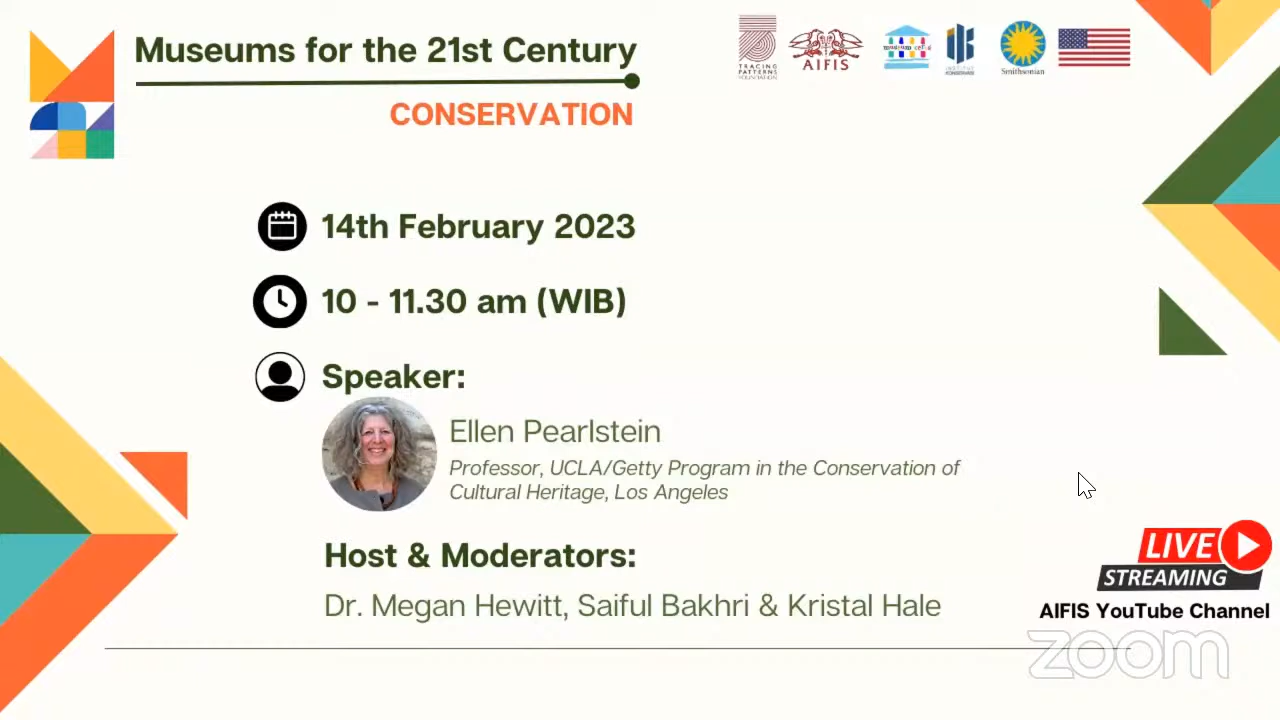 Museums for the 21st Century
CONSERVATION
TRACING
PATTERNS
FOUNDATION
AIFIS
Smithsonian
14th February 2023
10 - 11.30 am (WIB)
Speaker:
Ellen Pearlstein
Professor, UCLA/Getty Program in the Conservation of
Cultural Heritage, Los Angeles
Host & Moderators:
Dr. Megan Hewitt, Saiful Bakhri & Kristal Hale
LIVE
STREAMING
AIFIS YouTube Channel
zoom